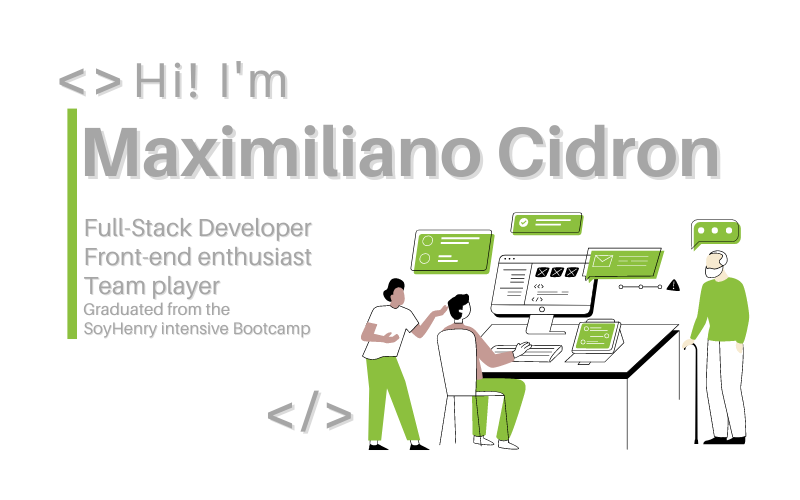 <> Hi! I'm
Maximiliano Cidron
Full-Stack Developer
Front-end enthusiast
Team player
Graduated from the
SoyHenry intensive Bootcamp
</>